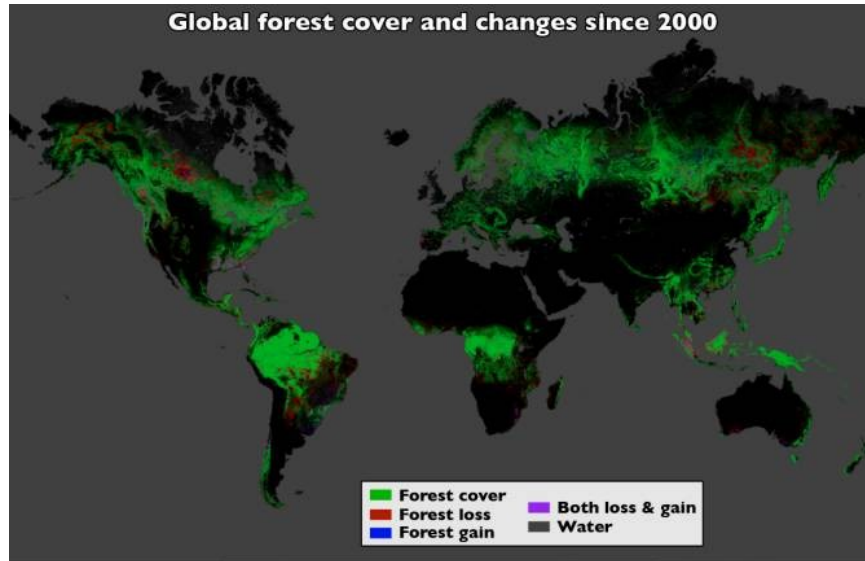 Global forest cover and changes since 2000
Forest cover
Forest loss
Forest gain
Both loss & gain
Water